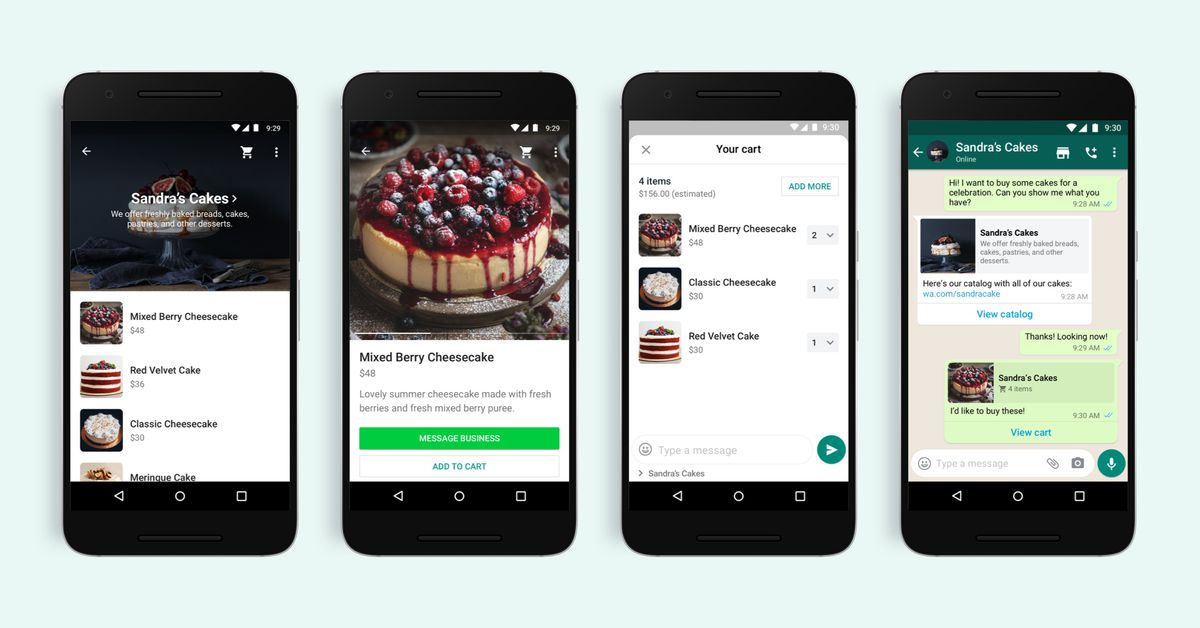 9:29
Sandra's Cakes >
We offer freshly baked breads, cakes,
pastries, and other desserts.
Mixed Berry Cheesecake
$48
Red Velvet Cake
$36
Classic Cheesecake
$30
Meringue Cake
9:29
Mixed Berry Cheesecake
$48
Lovely summer cheesecake made with fresh
berries and fresh mixed berry puree.
MESSAGE BUSINESS
ADD TO CART
9:30
Your cart
4 items
$156.00 (estimated)
ADD MORE
Mixed Berry Cheesecake
$48
2
Classic Cheesecake
$30
1
Red Velvet Cake
$30
1
Type a message
> Sandra's Cakes
9:30
Sandra's Cakes
Online
Hi! I want to buy some cakes for a
celebration. Can you show me what you
have?
9:28 AM
Sandra's Cakes
We offer freshly baked breads,
cakes, pastries, and other
desserts.
Here's our catalog with all of our cakes:
wa.com/sandracake
9:28 AM
View catalog
Thanks! Looking now!
9:29 AM
Sandra's Cakes
4 items
I'd like to buy these!
9:30 AM
View cart
Type a message